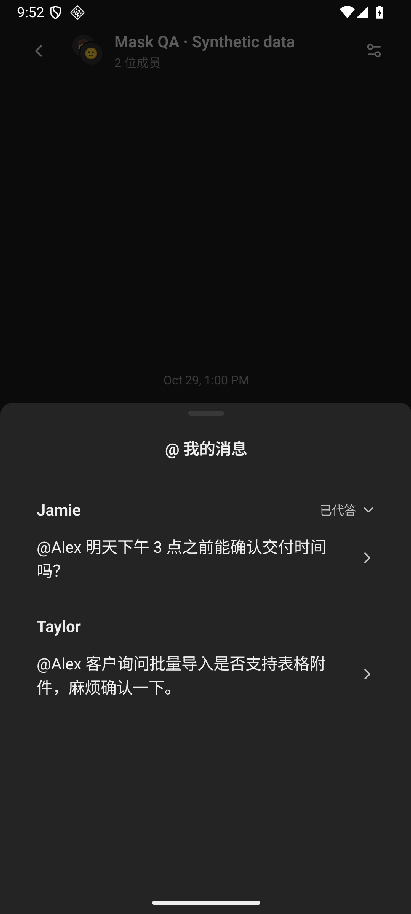 9:52
Mask QA · Synthetic data
2 位成员
Oct 29, 1:00 PM
@ 我的消息
Jamie
已代答
@Alex 明天下午 3 点之前能确认交付时间
吗？
Taylor
@Alex 客户询问批量导入是否支持表格附
件，麻烦确认一下。